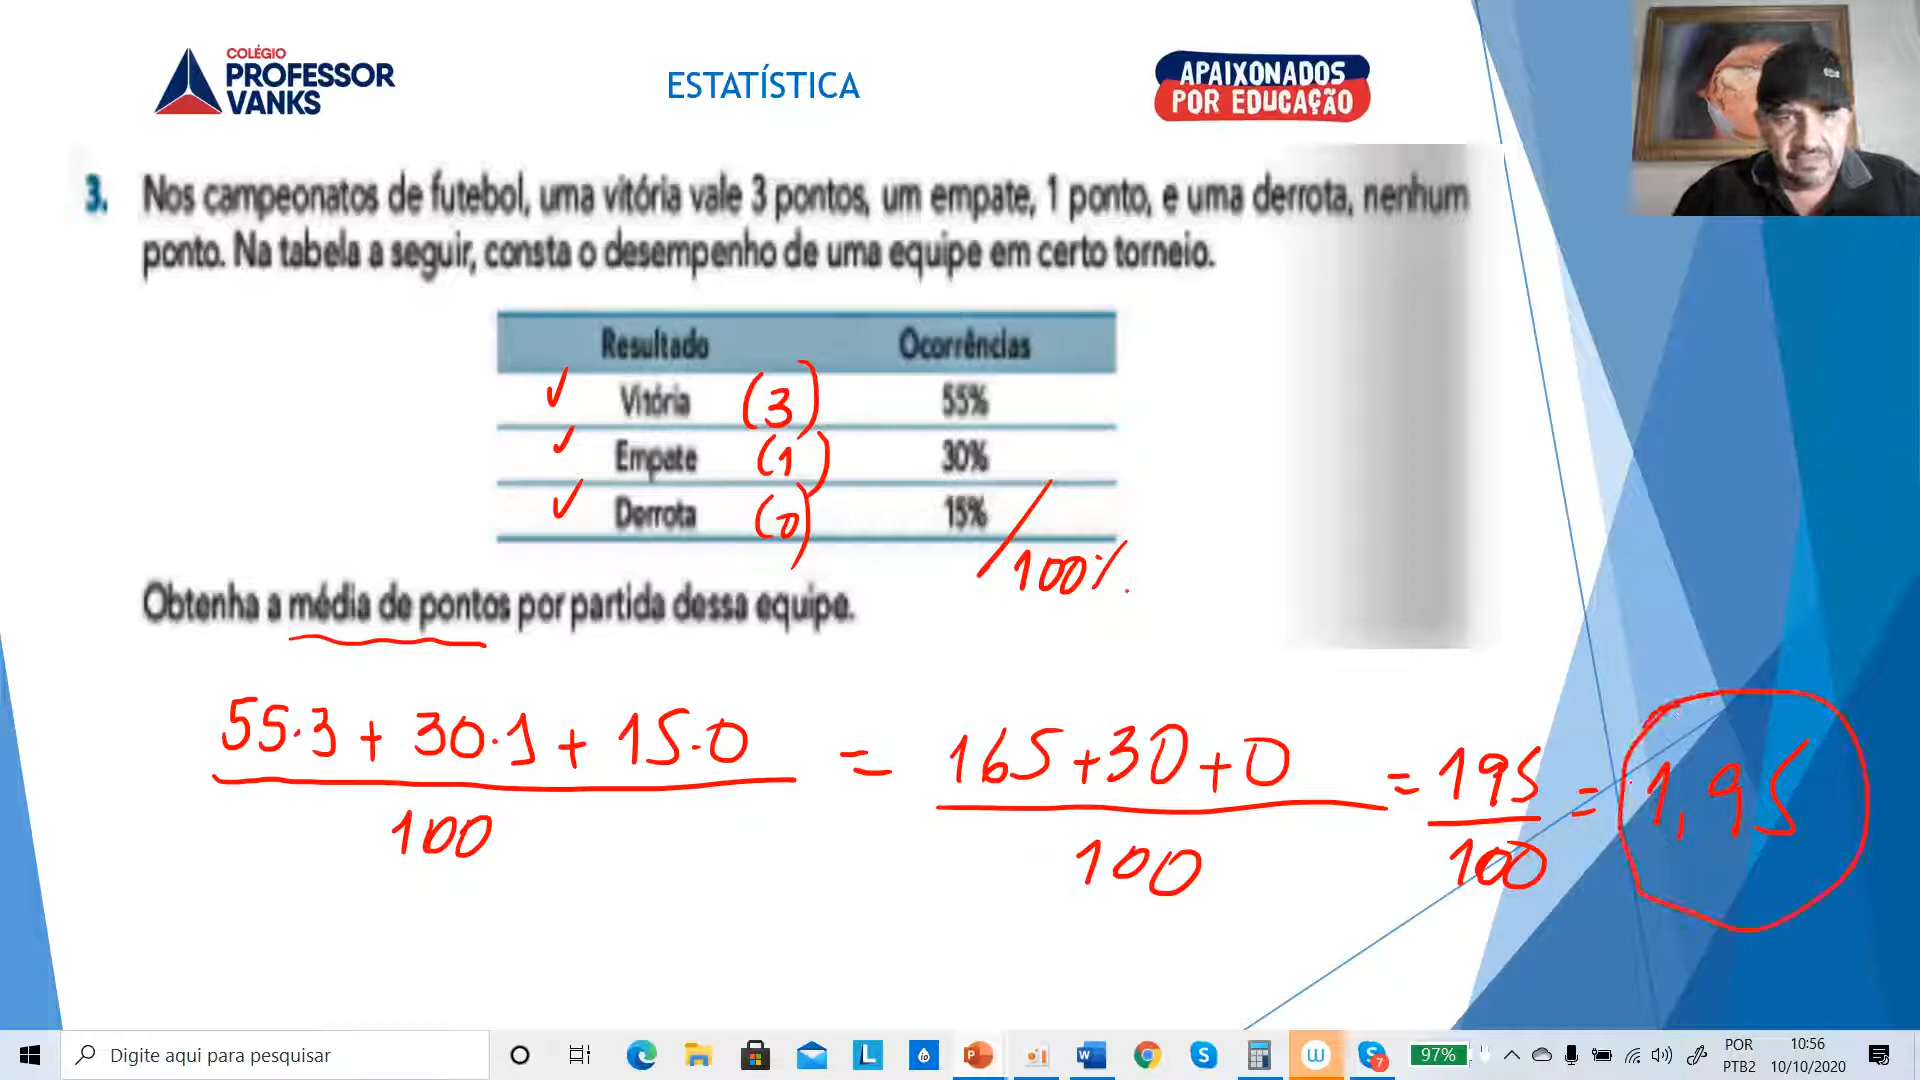 COLÉGIO
PROFESSOR
VANKS
ESTATÍSTICA
APAIXONADOS
POR EDUCAÇÃO
3. Nos campeonatos de futebol, uma vitória vale 3 pontos, um empate, 1 ponto, e uma derrota, nenhum
ponto. Na tabela a seguir, consta o desempenho de uma equipe em certo torneio.
Resultado Ocorrências
Vitória (3) 55%
Empate (1) 30%
Derrota (0) 15%
100%
Obtenha a média de pontos por partida dessa equipe.
55.3 + 30.1 + 15.0 = 165+30+0 = 195 = 1,95
100 100 100
Digite aqui para pesquisar
97%
POR
PTB2
10:56
10/10/2020